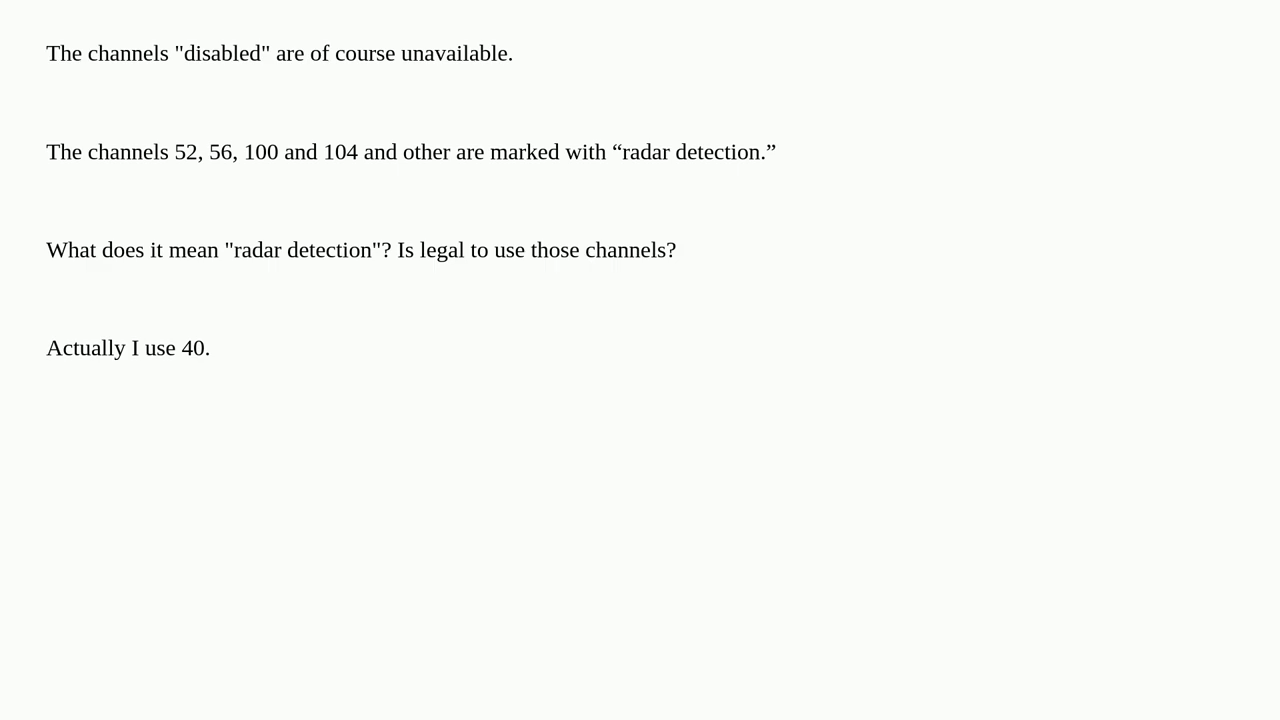 The channels "disabled" are of course unavailable.
The channels 52, 56, 100 and 104 and other are marked with “radar detection.”
What does it mean "radar detection"? Is legal to use those channels?
Actually I use 40.